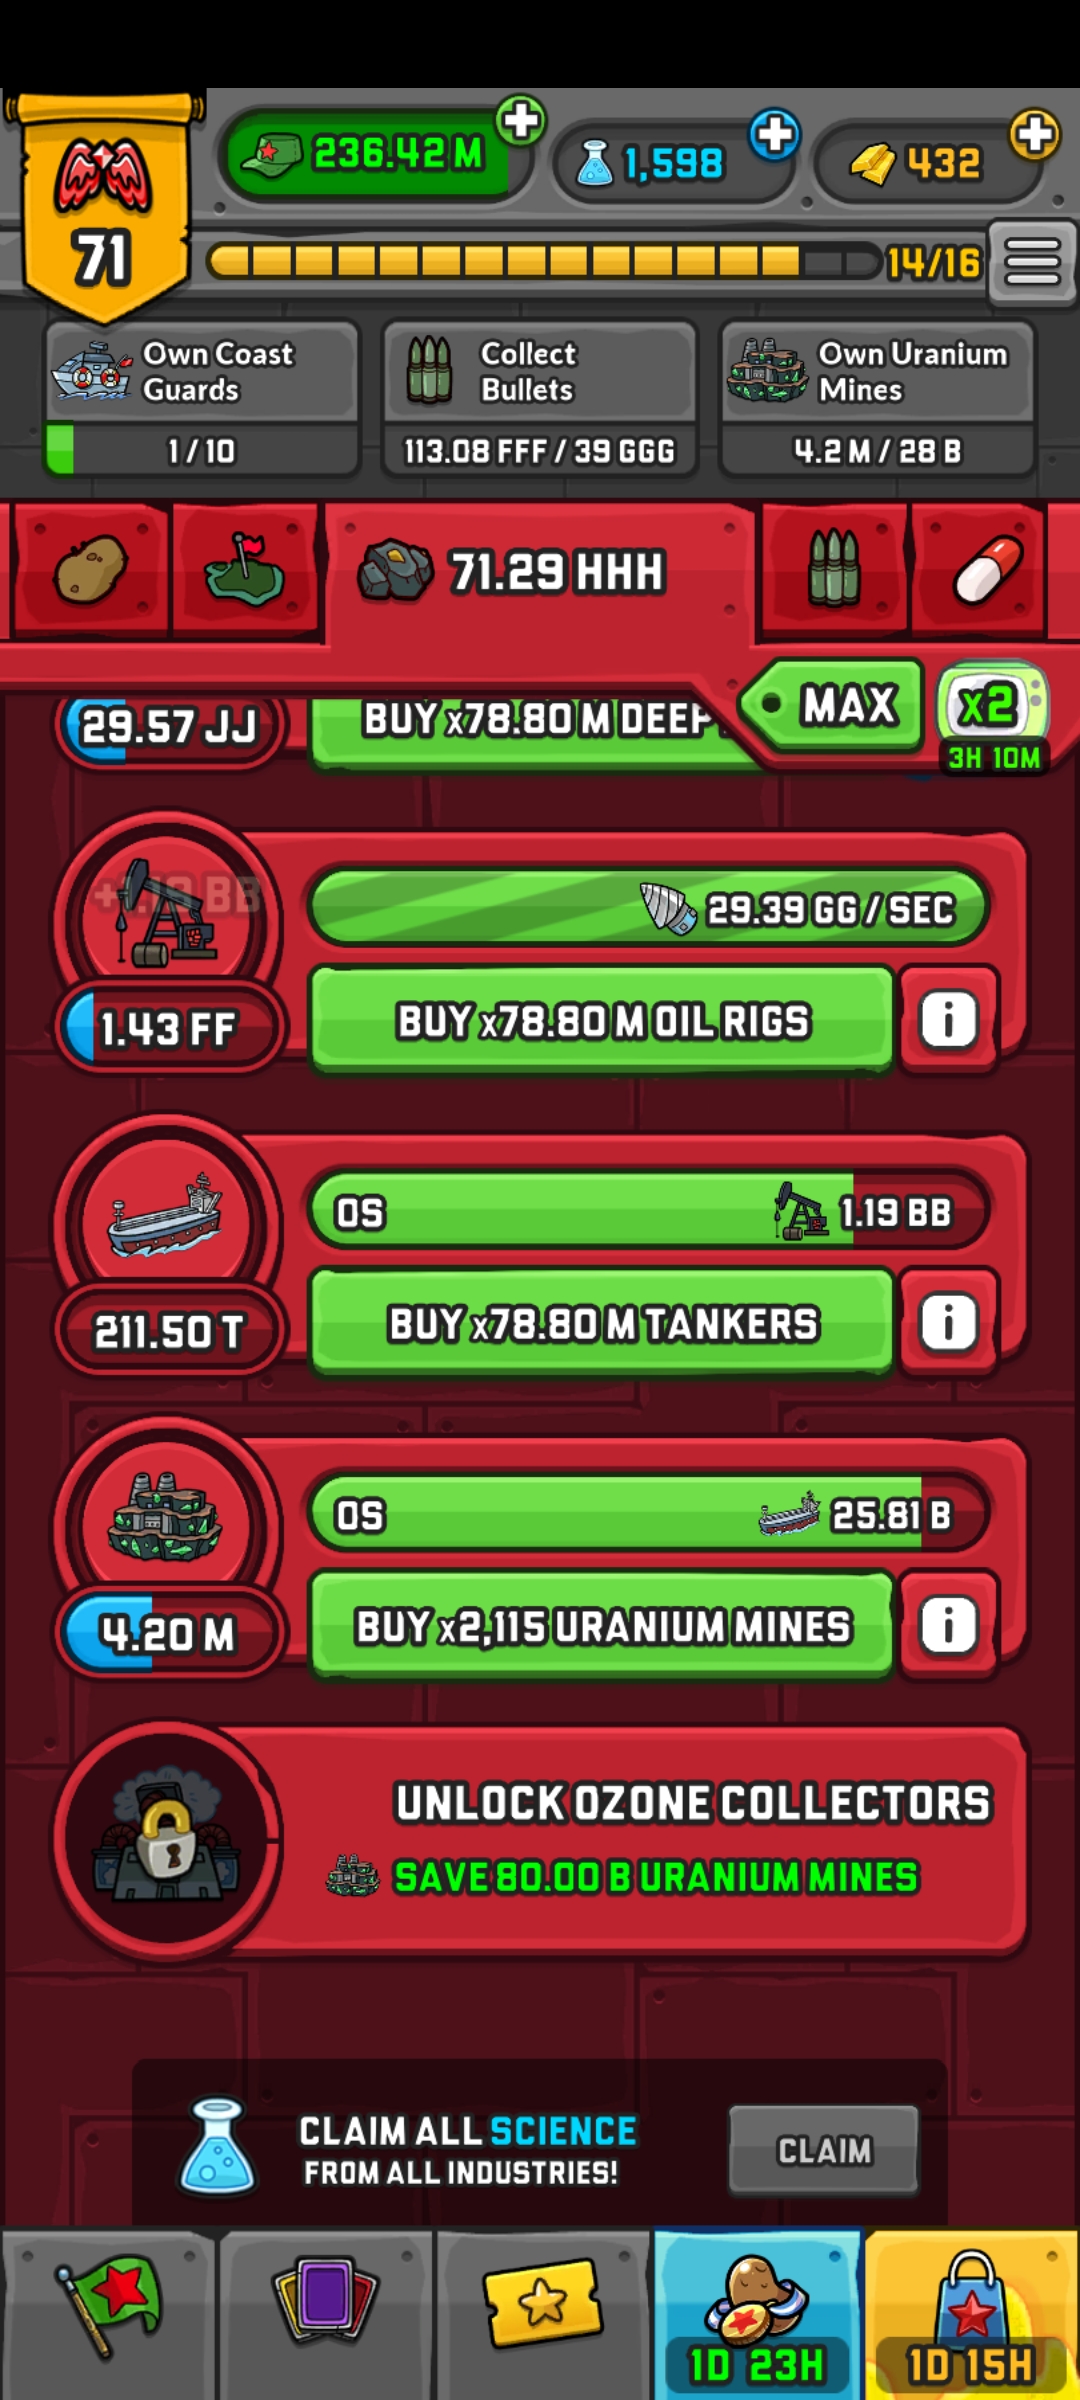 236.42 M
1,598
432
71
14/16
Own Coast
Guards
1 / 10
Collect
Bullets
113.08 FFF / 39 GGG
Own Uranium
Mines
4.2 M / 28 B
71.29 HHH
MAX
x2
3H 10M
29.57 JJ
BUY x78.80 M DEEP
29.39 GG / SEC
1.43 FF
BUY x78.80 M OIL RIGS
i
0S
1.19 BB
211.50 T
BUY x78.80 M TANKERS
i
0S
25.81 B
4.20 M
BUY x2,115 URANIUM MINES
i
UNLOCK OZONE COLLECTORS
SAVE 80.00 B URANIUM MINES
CLAIM ALL SCIENCE
FROM ALL INDUSTRIES!
CLAIM
1D 23H
1D 15H